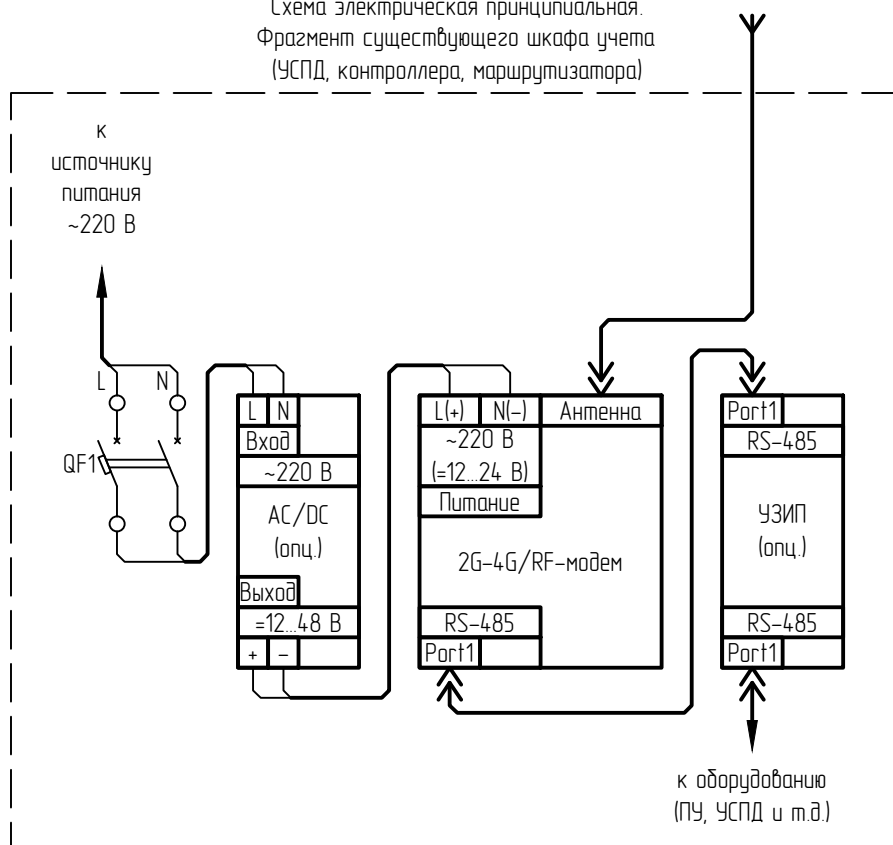 Схема электрическая принципиальная.
Фрагмент существующего шкафа учета
(УСПД, контроллера, маршрутизатора)
к
источнику
питания
~220 В
L N
QF1
L N
Вход
~220 В
AC/DC
(опц.)
Выход
=12...48 В
+ –
L(+) N(–) Антенна
~220 В
(=12...24 В)
Питание
2G–4G/RF–модем
RS–485
Port1
Port1
RS–485
УЗИП
(опц.)
RS–485
Port1
к оборудованию
(ПУ, УСПД и т.д.)